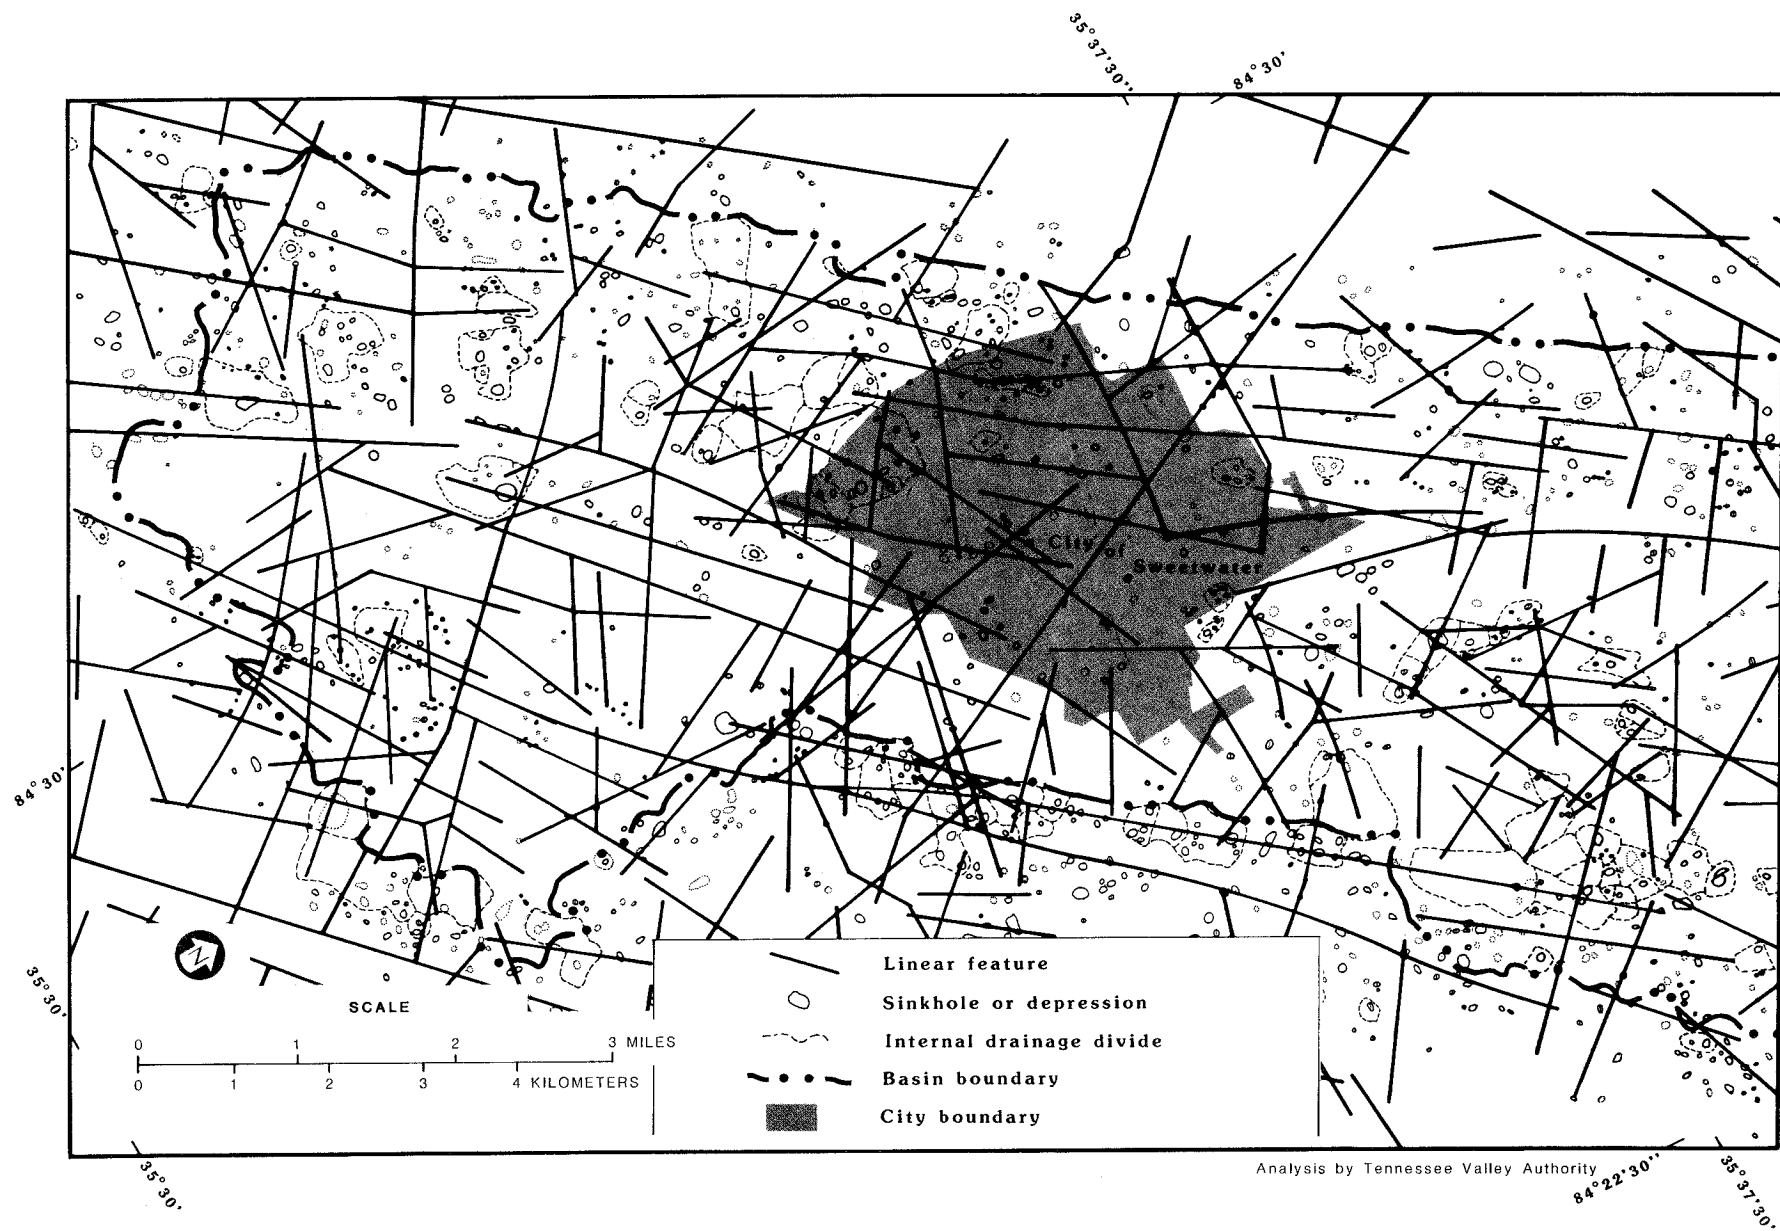 35°37'30"
84°30'
City of
Sweetwater
84°30'
35°30'
N
SCALE
0 1 2 3 MILES
0 1 2 3 4 KILOMETERS
Linear feature
Sinkhole or depression
Internal drainage divide
Basin boundary
City boundary
Analysis by Tennessee Valley Authority
35°30'
84°22'30"
35°37'30"